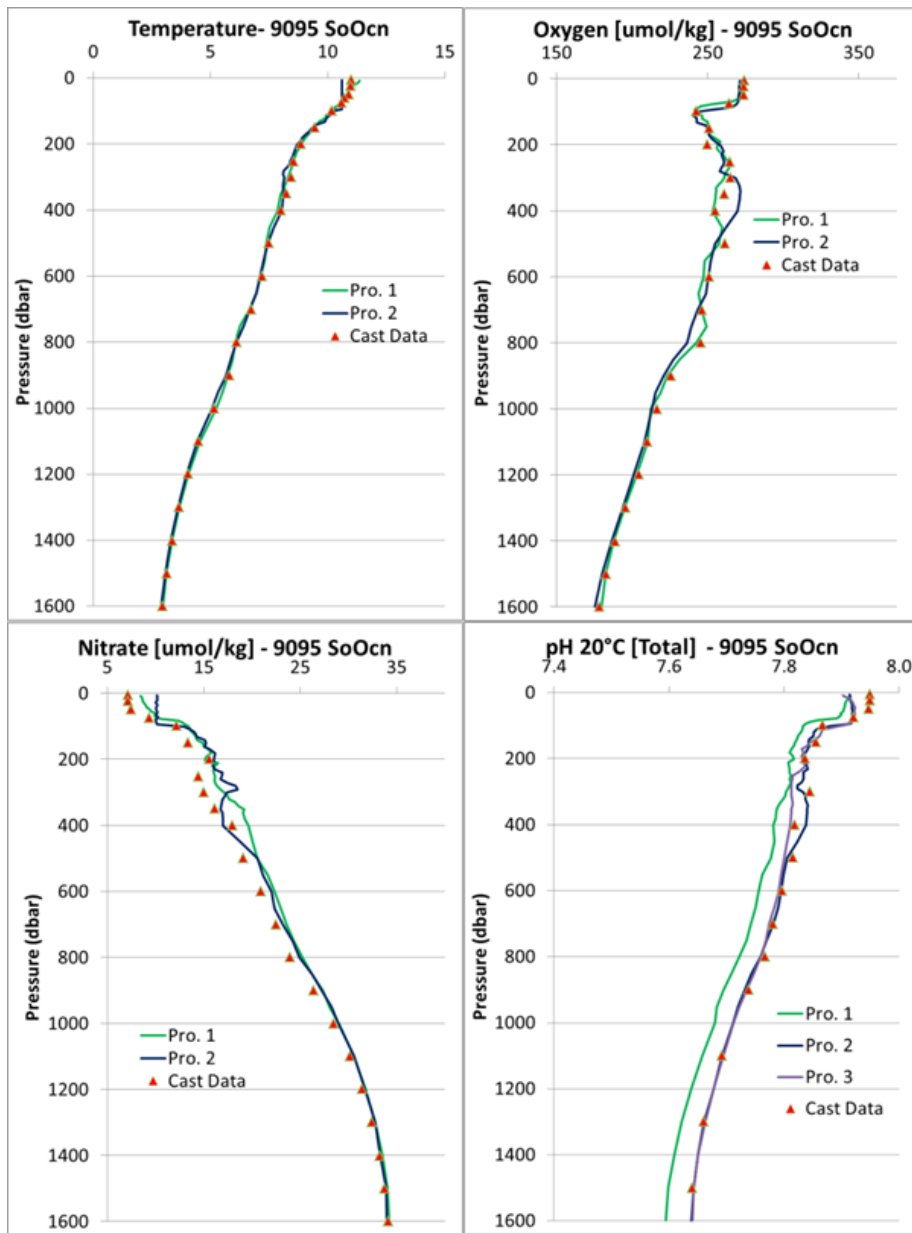 Temperature- 9095 SoOcn
0 5 10 15
0
200
400
600
800
1000
1200
1400
1600
Pressure (dbar)
Pro. 1
Pro. 2
Cast Data
Oxygen [umol/kg] - 9095 SoOcn
150 250 350
0
200
400
600
800
1000
1200
1400
1600
Pressure (dbar)
Pro. 1
Pro. 2
Cast Data
Nitrate [umol/kg] - 9095 SoOcn
5 15 25 35
0
200
400
600
800
1000
1200
1400
1600
Pressure (dbar)
Pro. 1
Pro. 2
Cast Data
pH 20°C [Total] - 9095 SoOcn
7.4 7.6 7.8 8.0
0
200
400
600
800
1000
1200
1400
1600
Pressure (dbar)
Pro. 1
Pro. 2
Pro. 3
Cast Data